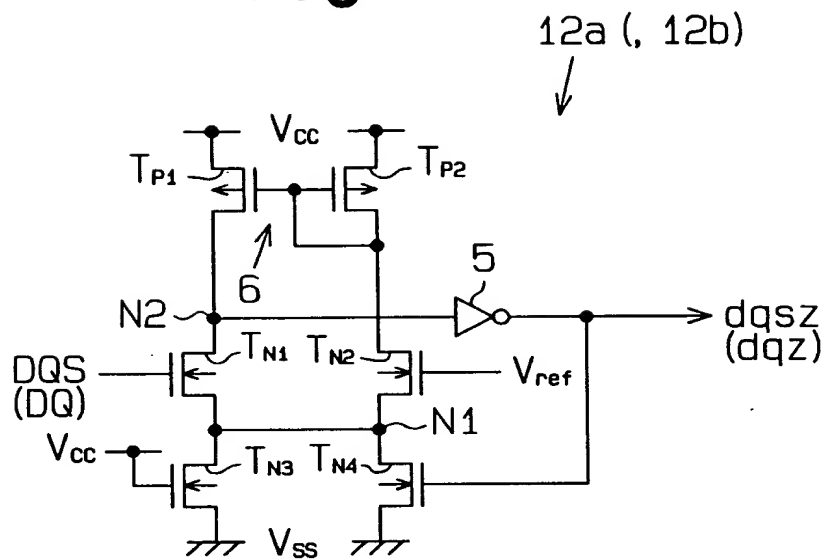 12a (, 12b)
Vcc
TP1
TP2
6
5
N2
dqsz
(dqz)
TN1
TN2
DQS
(DQ)
Vref
N1
Vcc
TN3
TN4
Vss